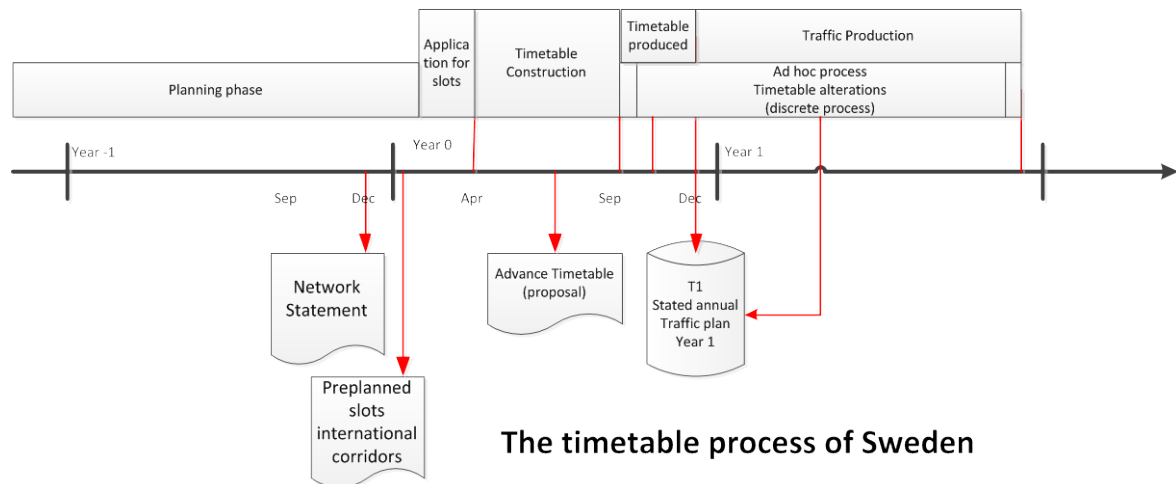 Planning phase
Applica
tion for
slots
Timetable
Construction
Timetable
produced
Traffic Production
Ad hoc process
Timetable alterations
(discrete process)
Year -1
Year 0
Year 1
Sep
Dec
Apr
Sep
Dec
Network
Statement
Preplanned
slots
international
corridors
Advance Timetable
(proposal)
T1
Stated annual
Traffic plan
Year 1
The timetable process of Sweden